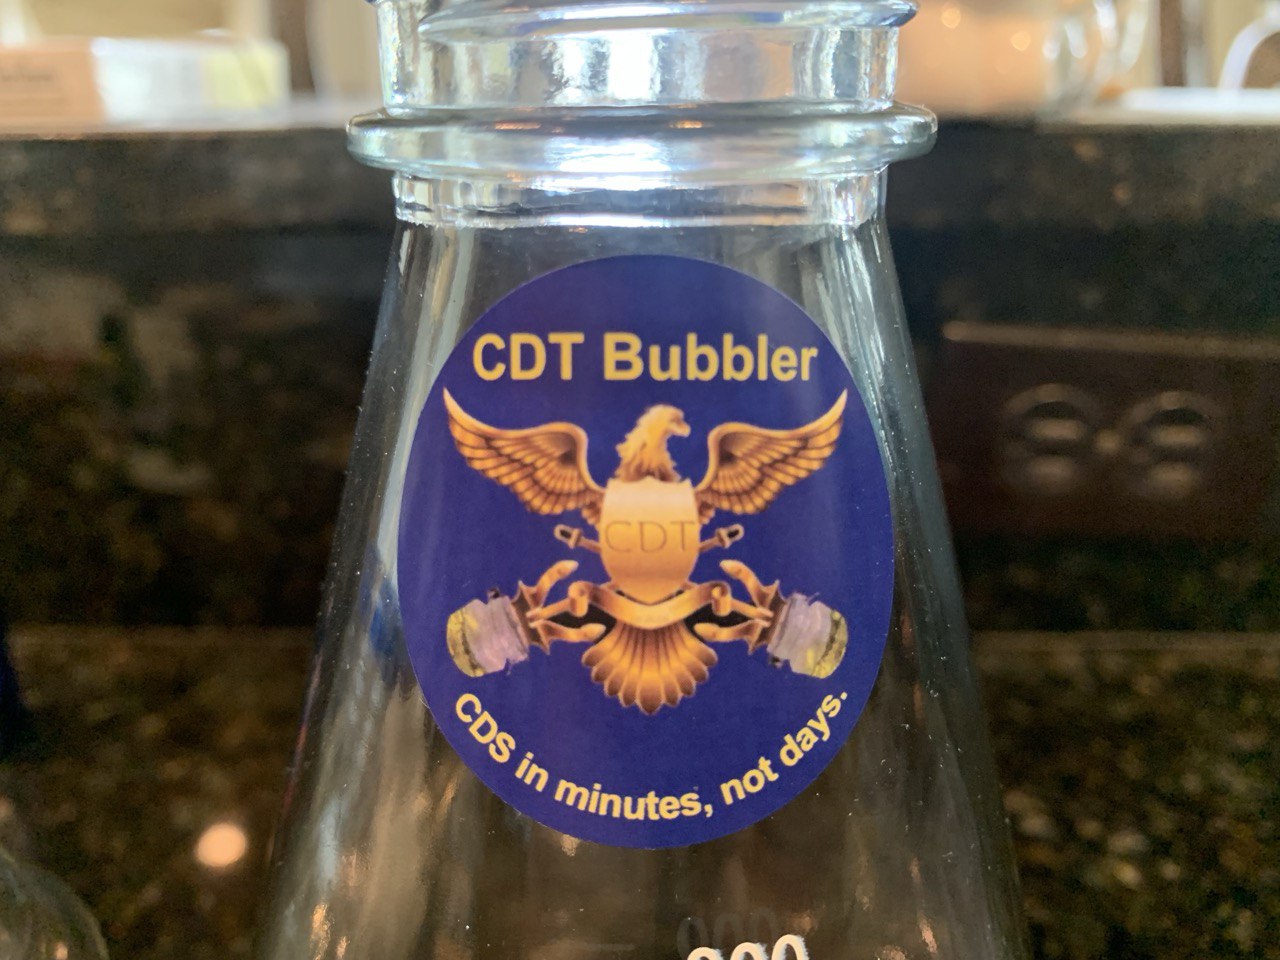 CDT Bubbler
CDT
CDS in minutes, not days.